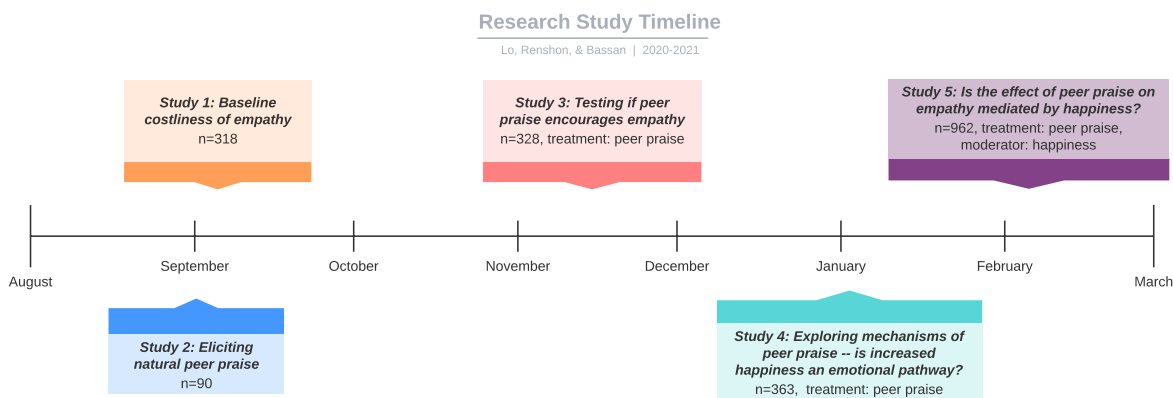 Research Study Timeline
Lo, Renshon, & Bassan | 2020-2021
Study 1: Baseline
costliness of empathy
n=318
Study 3: Testing if peer
praise encourages empathy
n=328, treatment: peer praise
Study 5: Is the effect of peer praise on
empathy mediated by happiness?
n=962, treatment: peer praise,
moderator: happiness
August
September
October
November
December
January
February
March
Study 2: Eliciting
natural peer praise
n=90
Study 4: Exploring mechanisms of
peer praise -- is increased
happiness an emotional pathway?
n=363, treatment: peer praise